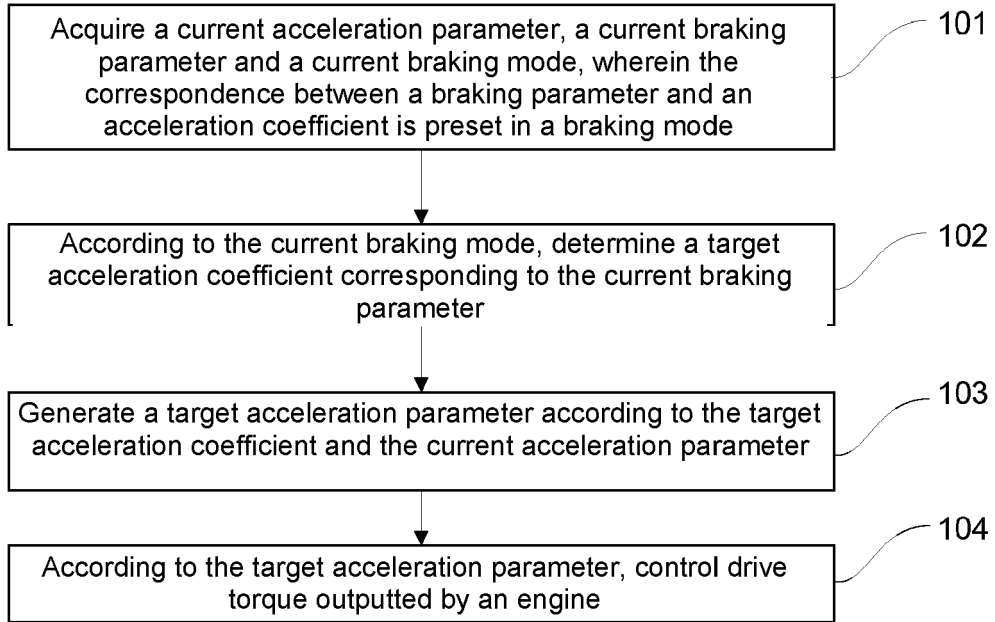 Acquire a current acceleration parameter, a current braking
parameter and a current braking mode, wherein the
correspondence between a braking parameter and an
acceleration coefficient is preset in a braking mode
101
According to the current braking mode, determine a target
acceleration coefficient corresponding to the current braking
parameter
102
Generate a target acceleration parameter according to the target
acceleration coefficient and the current acceleration parameter
103
According to the target acceleration parameter, control drive
torque outputted by an engine
104